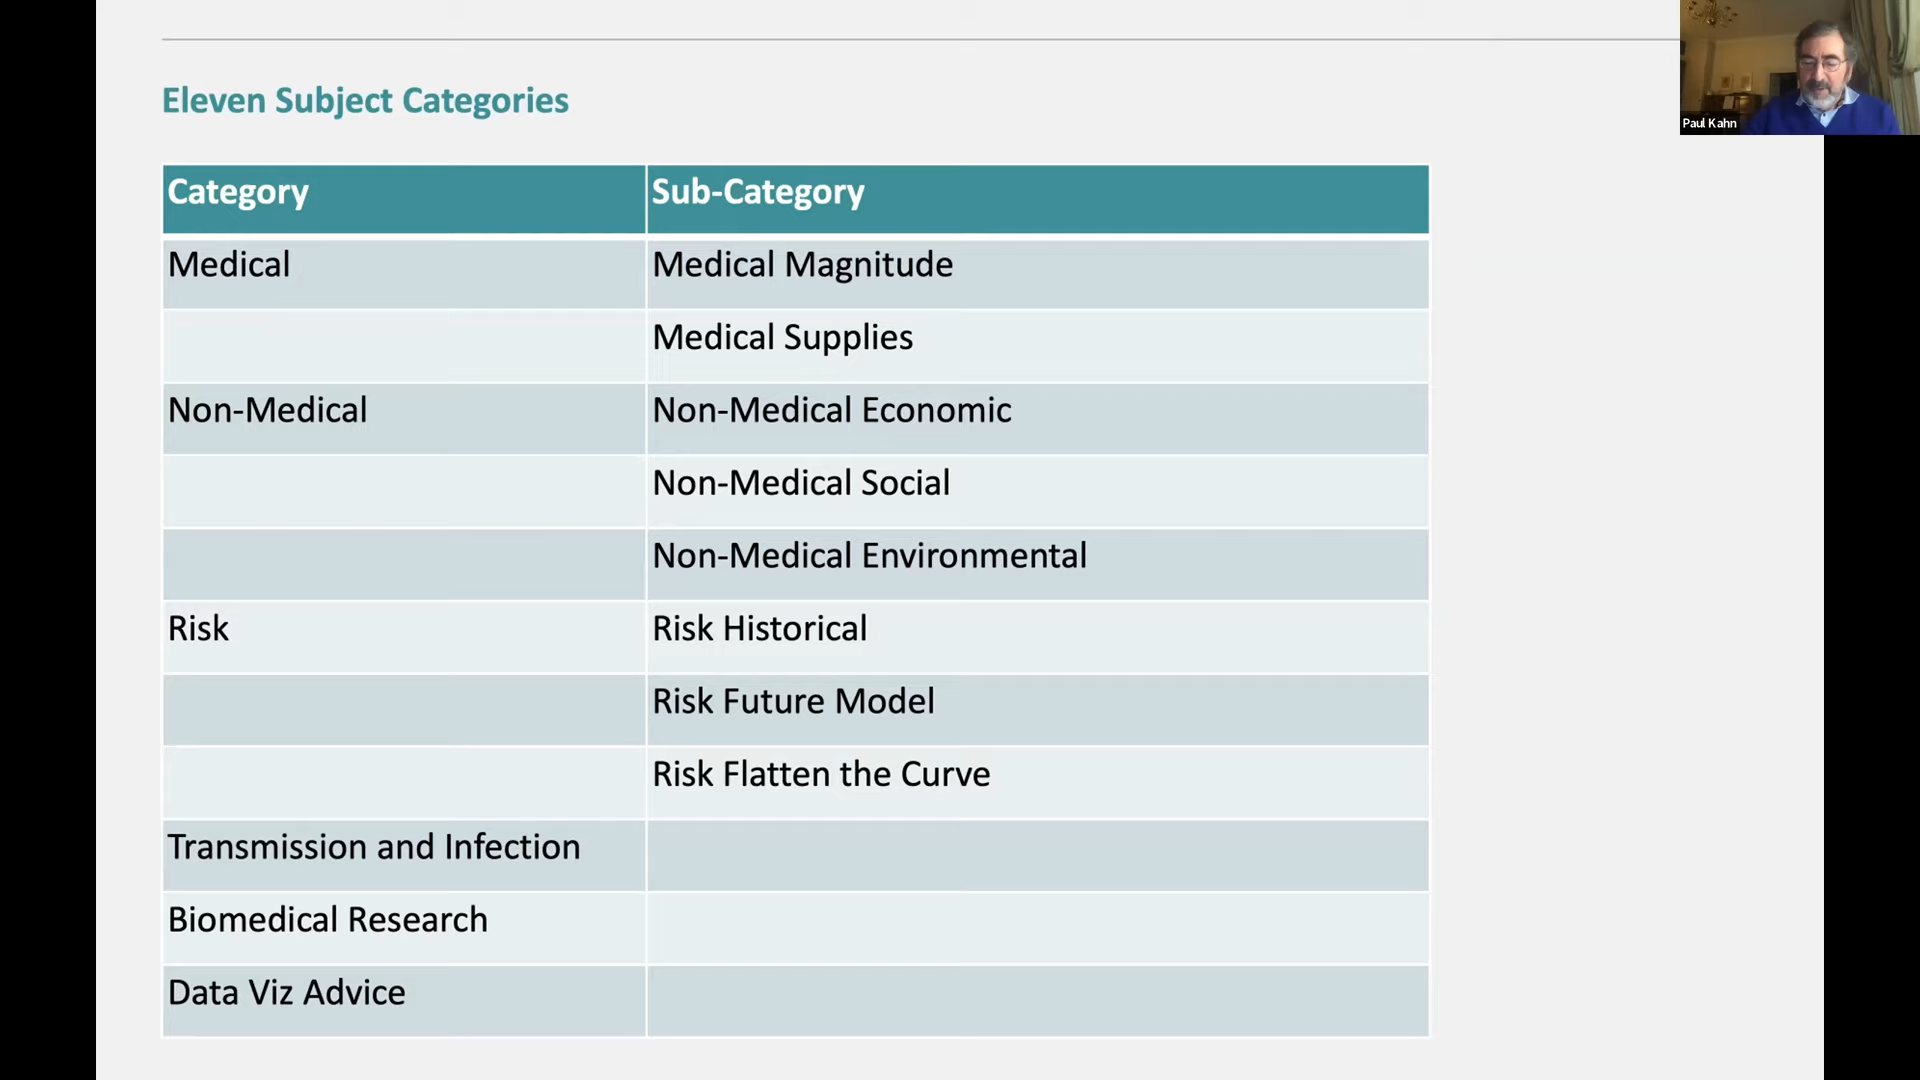 Eleven Subject Categories
Category Sub-Category
Medical Medical Magnitude
Medical Supplies
Non-Medical Non-Medical Economic
Non-Medical Social
Non-Medical Environmental
Risk Risk Historical
Risk Future Model
Risk Flatten the Curve
Transmission and Infection
Biomedical Research
Data Viz Advice
Paul Kahn